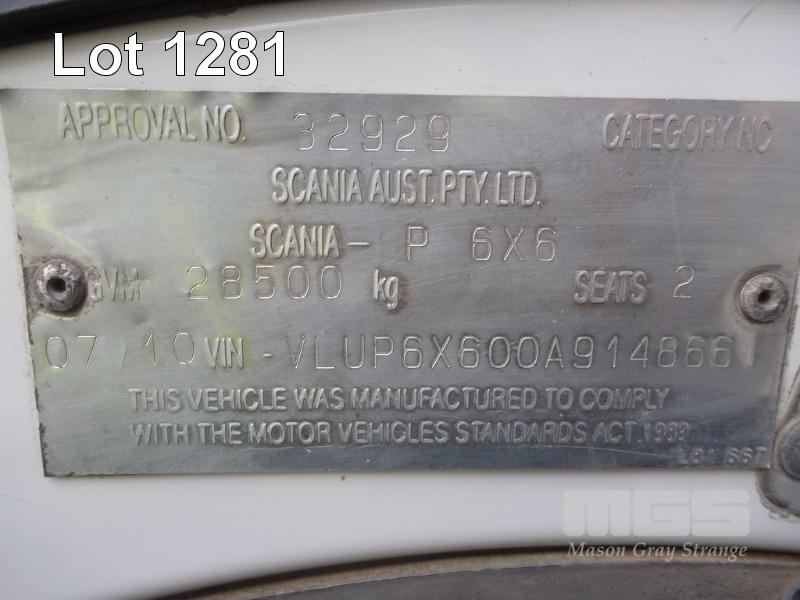 Lot 1281
APPROVAL NO. 32929 CATEGORY NC
SCANIA AUST. PTY. LTD.
SCANIA - P 6X6
GVM 28500 kg SEATS 2
07/10 VIN - VLUP6X600A9148661
THIS VEHICLE WAS MANUFACTURED TO COMPLY
WITH THE MOTOR VEHICLES STANDARDS ACT 1989
MGS
Mason Gray Strange